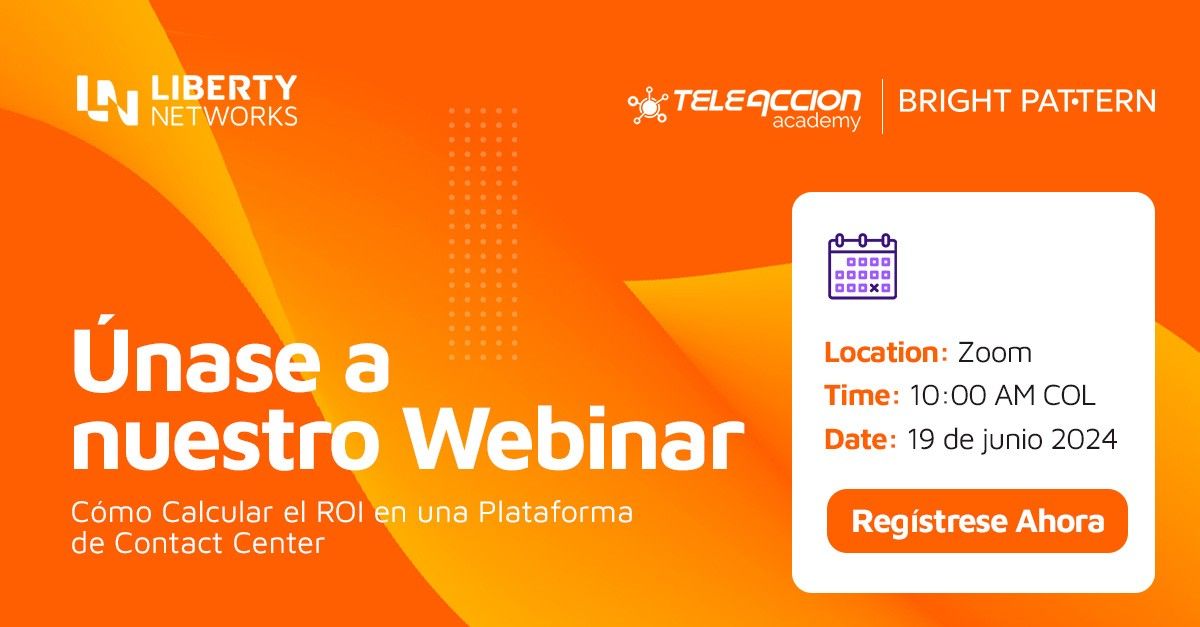 LIBERTY
NETWORKS
TELEACCION
academy
BRIGHT PATTERN
Únase a
nuestro Webinar
Cómo Calcular el ROI en una Plataforma
de Contact Center
Location: Zoom
Time: 10:00 AM COL
Date: 19 de junio 2024
Regístrese Ahora